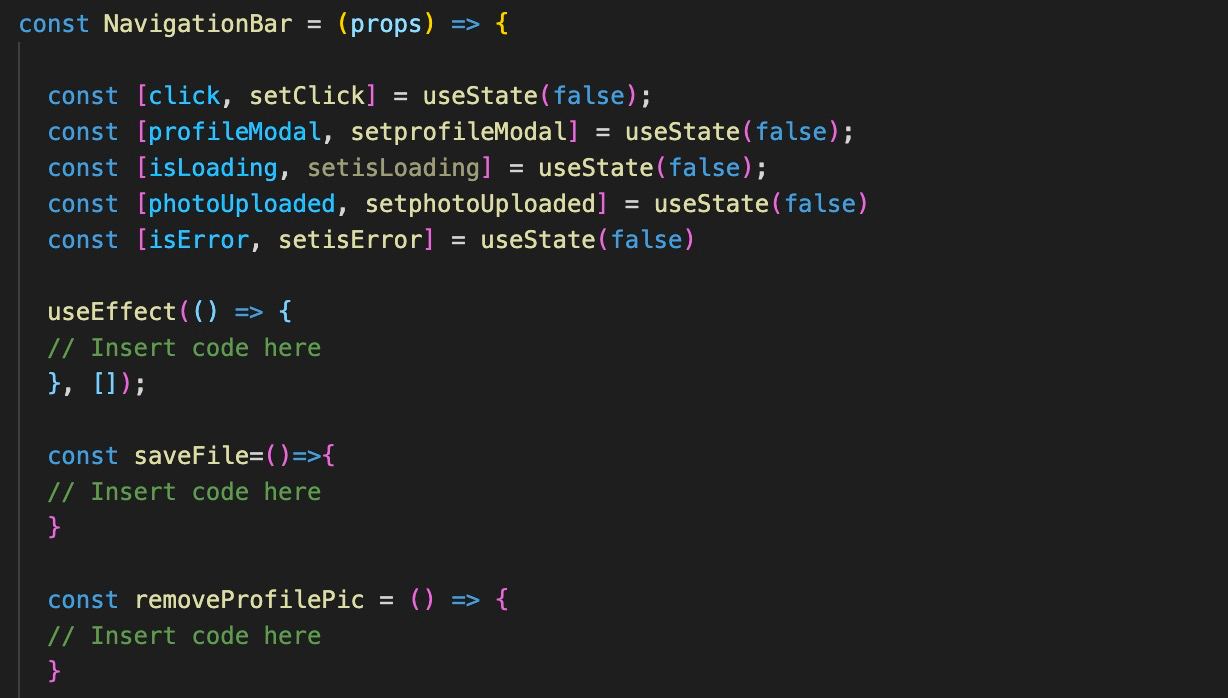 const NavigationBar = (props) => {
const [click, setClick] = useState(false);
const [profileModal, setprofileModal] = useState(false);
const [isLoading, setisLoading] = useState(false);
const [photoUploaded, setphotoUploaded] = useState(false)
const [isError, setisError] = useState(false)
useEffect(() => {
// Insert code here
}, []);
const saveFile=()=>{
// Insert code here
}
const removeProfilePic = () => {
// Insert code here
}